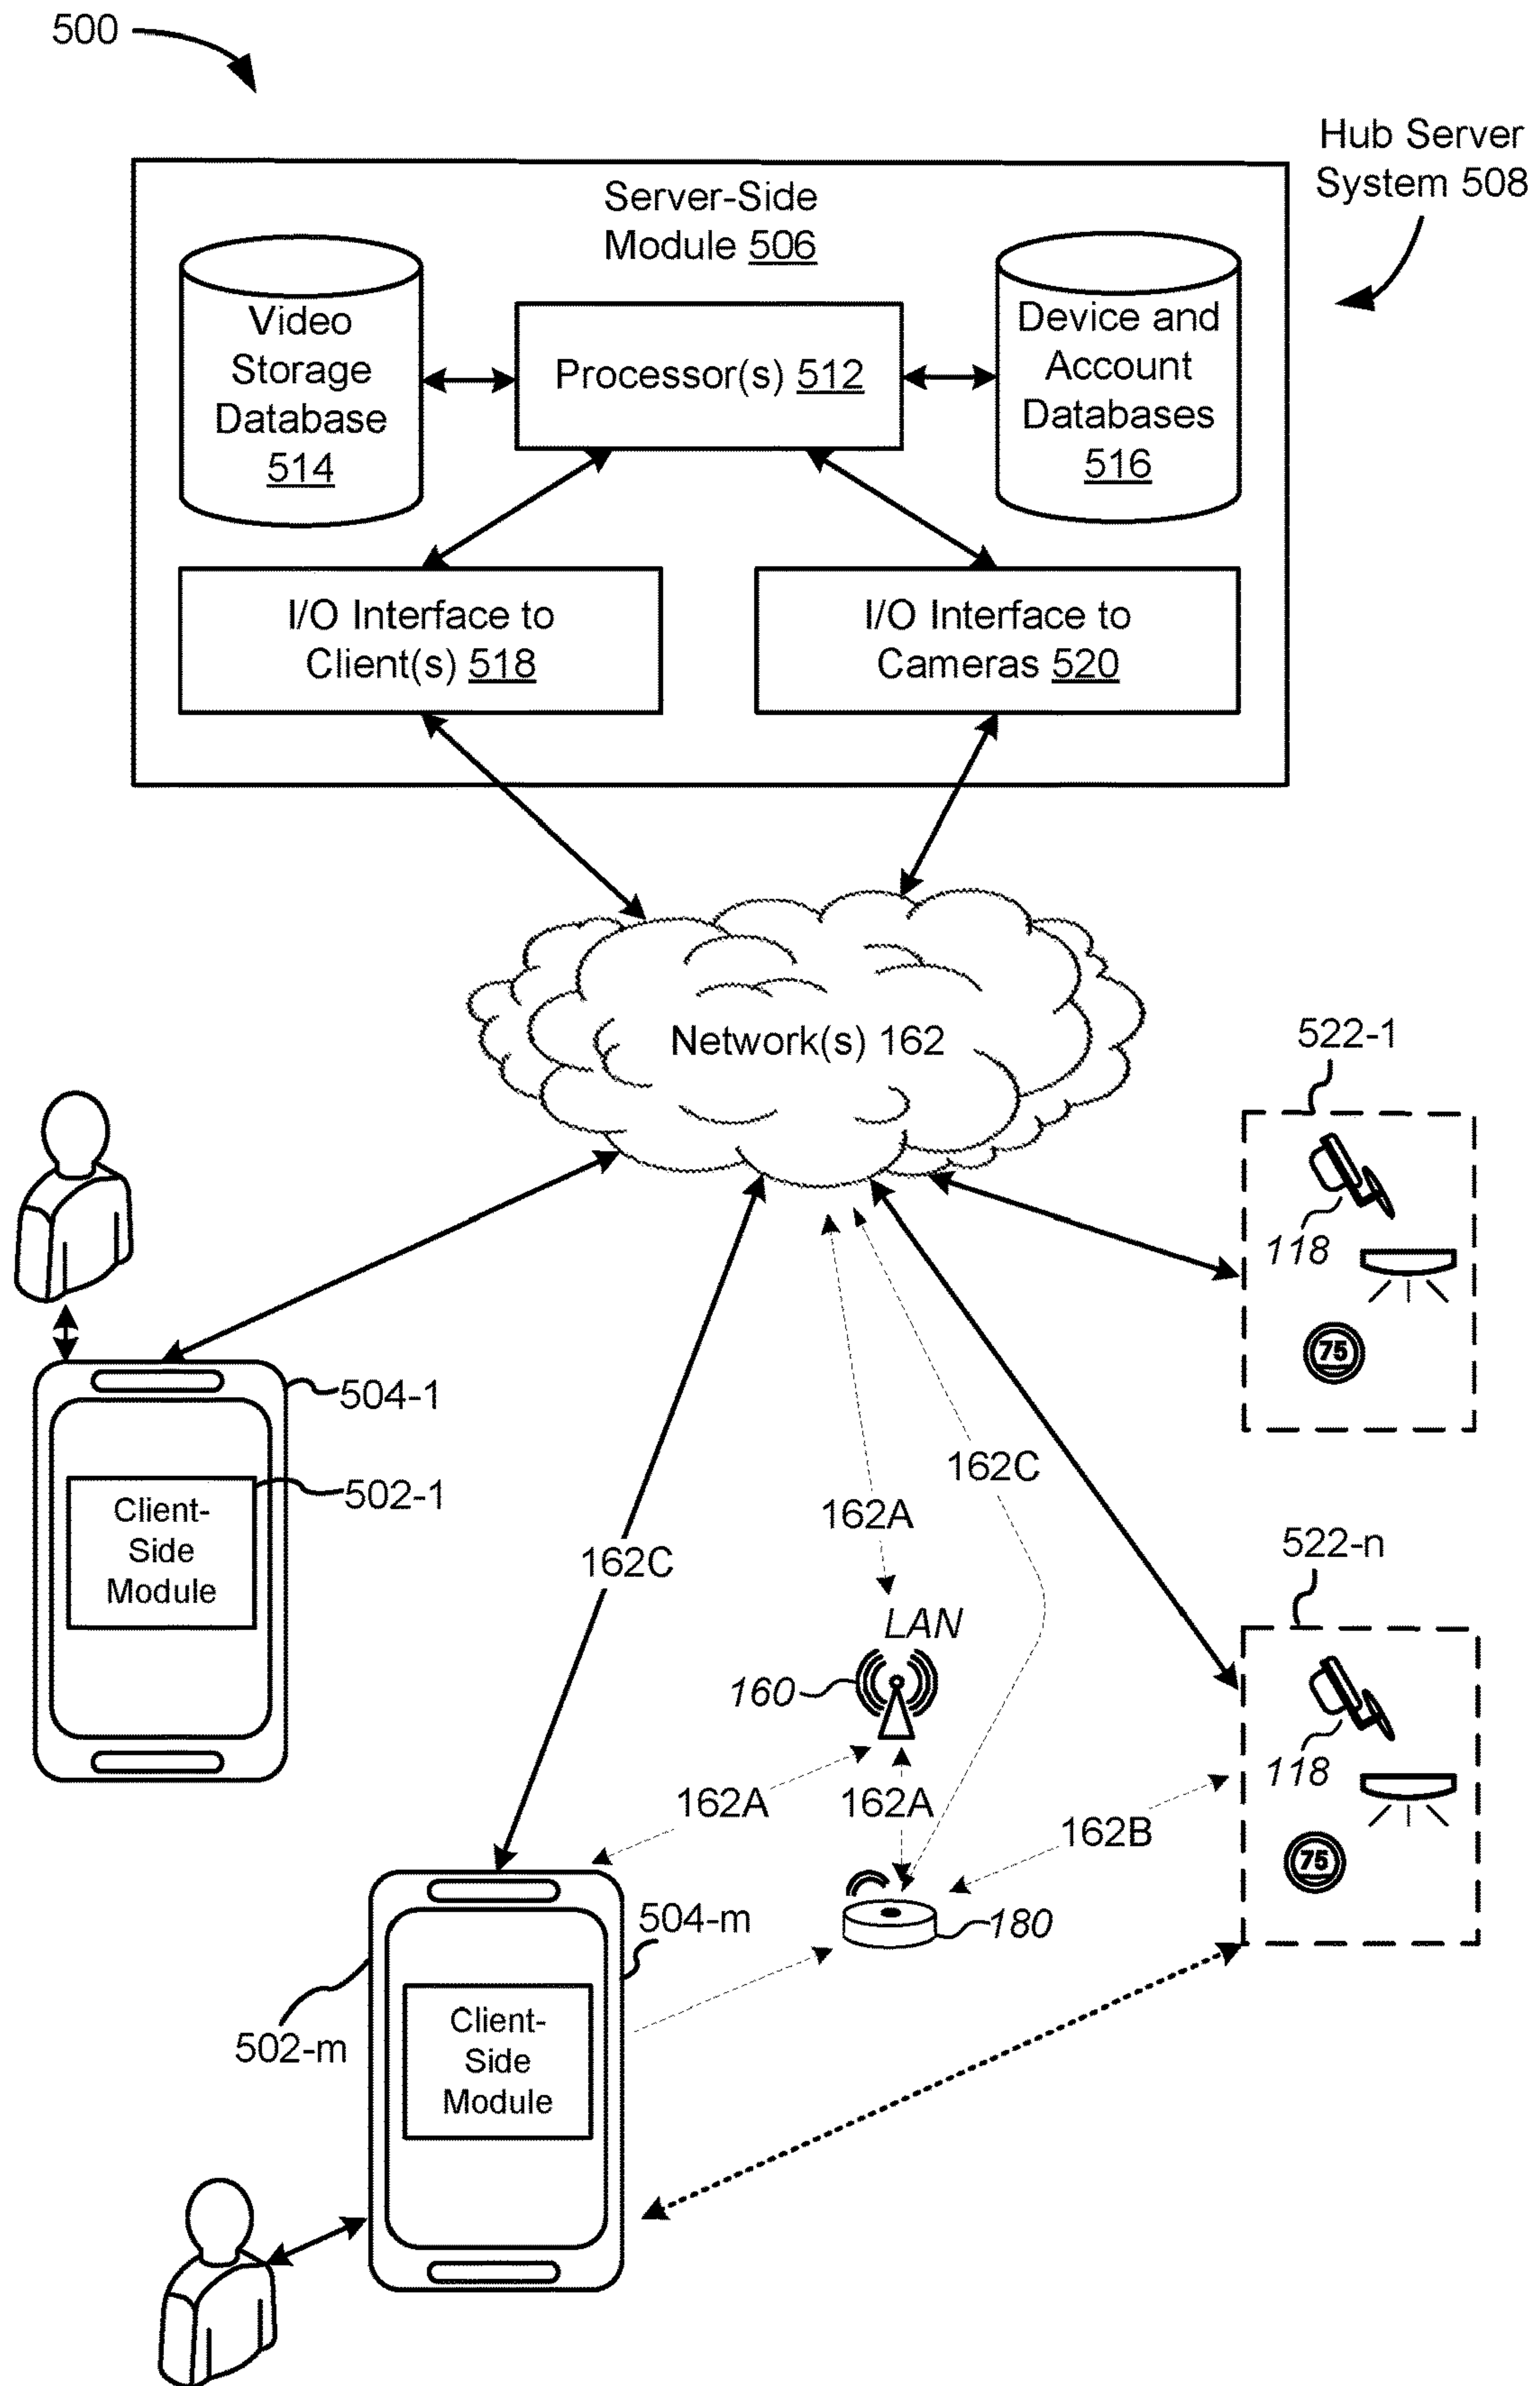 500
Hub Server
System 508
Server-Side
Module 506
Video
Storage
Database
514
Processor(s) 512
Device and
Account
Databases
516
I/O Interface to
Client(s) 518
I/O Interface to
Cameras 520
Network(s) 162
522-1
118
75
504-1
502-1
Client-
Side
Module
162C
162A
162C
522-n
LAN
160
118
162A
162A
162B
75
504-m
180
502-m
Client-
Side
Module